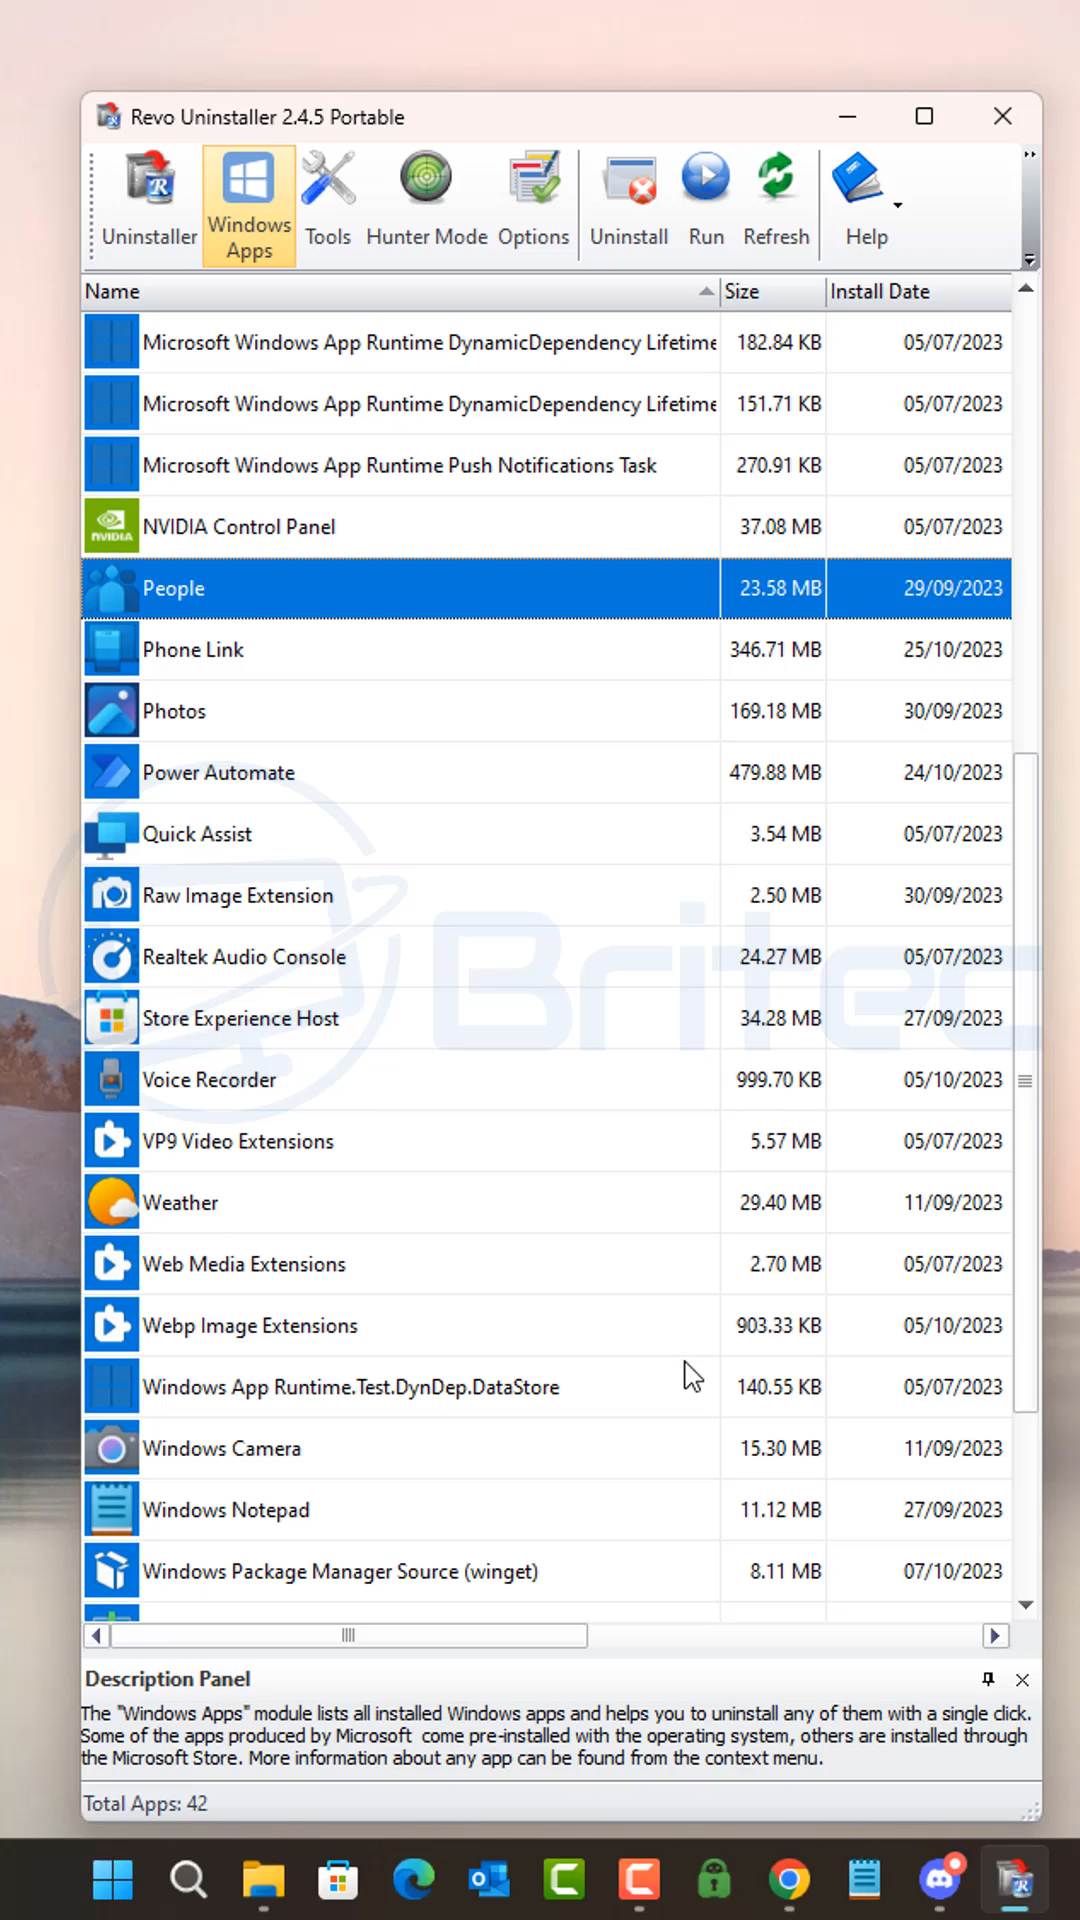 Revo Uninstaller 2.4.5 Portable
Uninstaller
Windows Apps
Tools
Hunter Mode
Options
Uninstall
Run
Refresh
Help
Name Size Install Date
Microsoft Windows App Runtime DynamicDependency Lifetime 182.84 KB 05/07/2023
Microsoft Windows App Runtime DynamicDependency Lifetime 151.71 KB 05/07/2023
Microsoft Windows App Runtime Push Notifications Task 270.91 KB 05/07/2023
NVIDIA Control Panel 37.08 MB 05/07/2023
People 23.58 MB 29/09/2023
Phone Link 346.71 MB 25/10/2023
Photos 169.18 MB 30/09/2023
Power Automate 479.88 MB 24/10/2023
Quick Assist 3.54 MB 05/07/2023
Raw Image Extension 2.50 MB 30/09/2023
Realtek Audio Console 24.27 MB 05/07/2023
Britec
Store Experience Host 34.28 MB 27/09/2023
Voice Recorder 999.70 KB 05/10/2023
VP9 Video Extensions 5.57 MB 05/07/2023
Weather 29.40 MB 11/09/2023
Web Media Extensions 2.70 MB 05/07/2023
Webp Image Extensions 903.33 KB 05/10/2023
Windows App Runtime.Test.DynDep.DataStore 140.55 KB 05/07/2023
Windows Camera 15.30 MB 11/09/2023
Windows Notepad 11.12 MB 27/09/2023
Windows Package Manager Source (winget) 8.11 MB 07/10/2023
Description Panel
The "Windows Apps" module lists all installed Windows apps and helps you to uninstall any of them with a single click.
Some of the apps produced by Microsoft come pre-installed with the operating system, others are installed through
the Microsoft Store. More information about any app can be found from the context menu.
Total Apps: 42